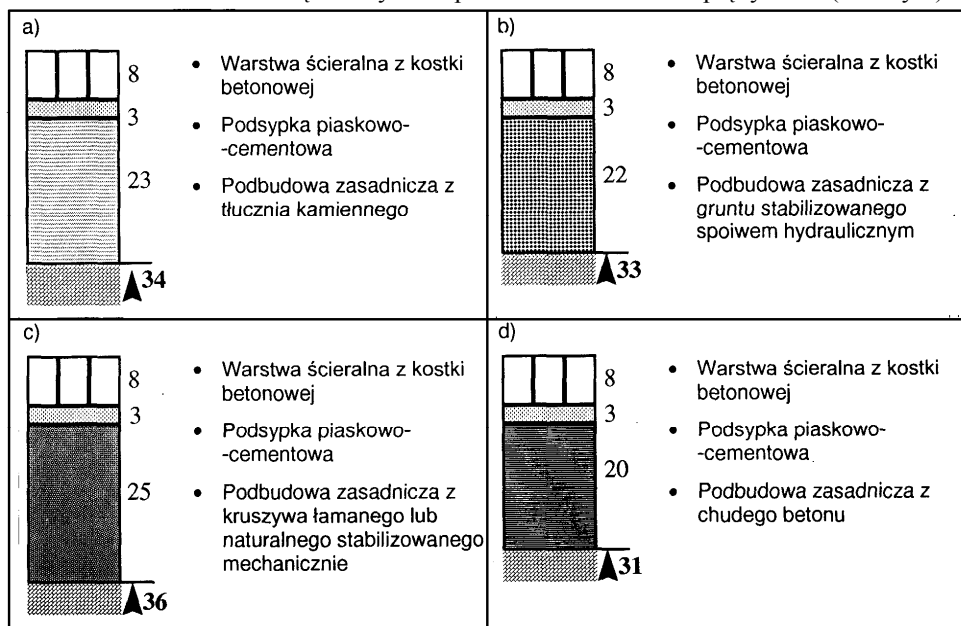 a)
8
3
23
34
• Warstwa ścieralna z kostki
betonowej
• Podsypka piaskowo-
-cementowa
• Podbudowa zasadnicza z
tłucznia kamiennego
b)
8
3
22
33
• Warstwa ścieralna z kostki
betonowej
• Podsypka piaskowo-
-cementowa
• Podbudowa zasadnicza z
gruntu stabilizowanego
spoiwem hydraulicznym
c)
8
3
25
36
• Warstwa ścieralna z kostki
betonowej
• Podsypka piaskowo-
-cementowa
• Podbudowa zasadnicza z
kruszywa łamanego lub
naturalnego stabilizowanego
mechanicznie
d)
8
3
20
31
• Warstwa ścieralna z kostki
betonowej
• Podsypka piaskowo-
-cementowa
• Podbudowa zasadnicza z
chudego betonu